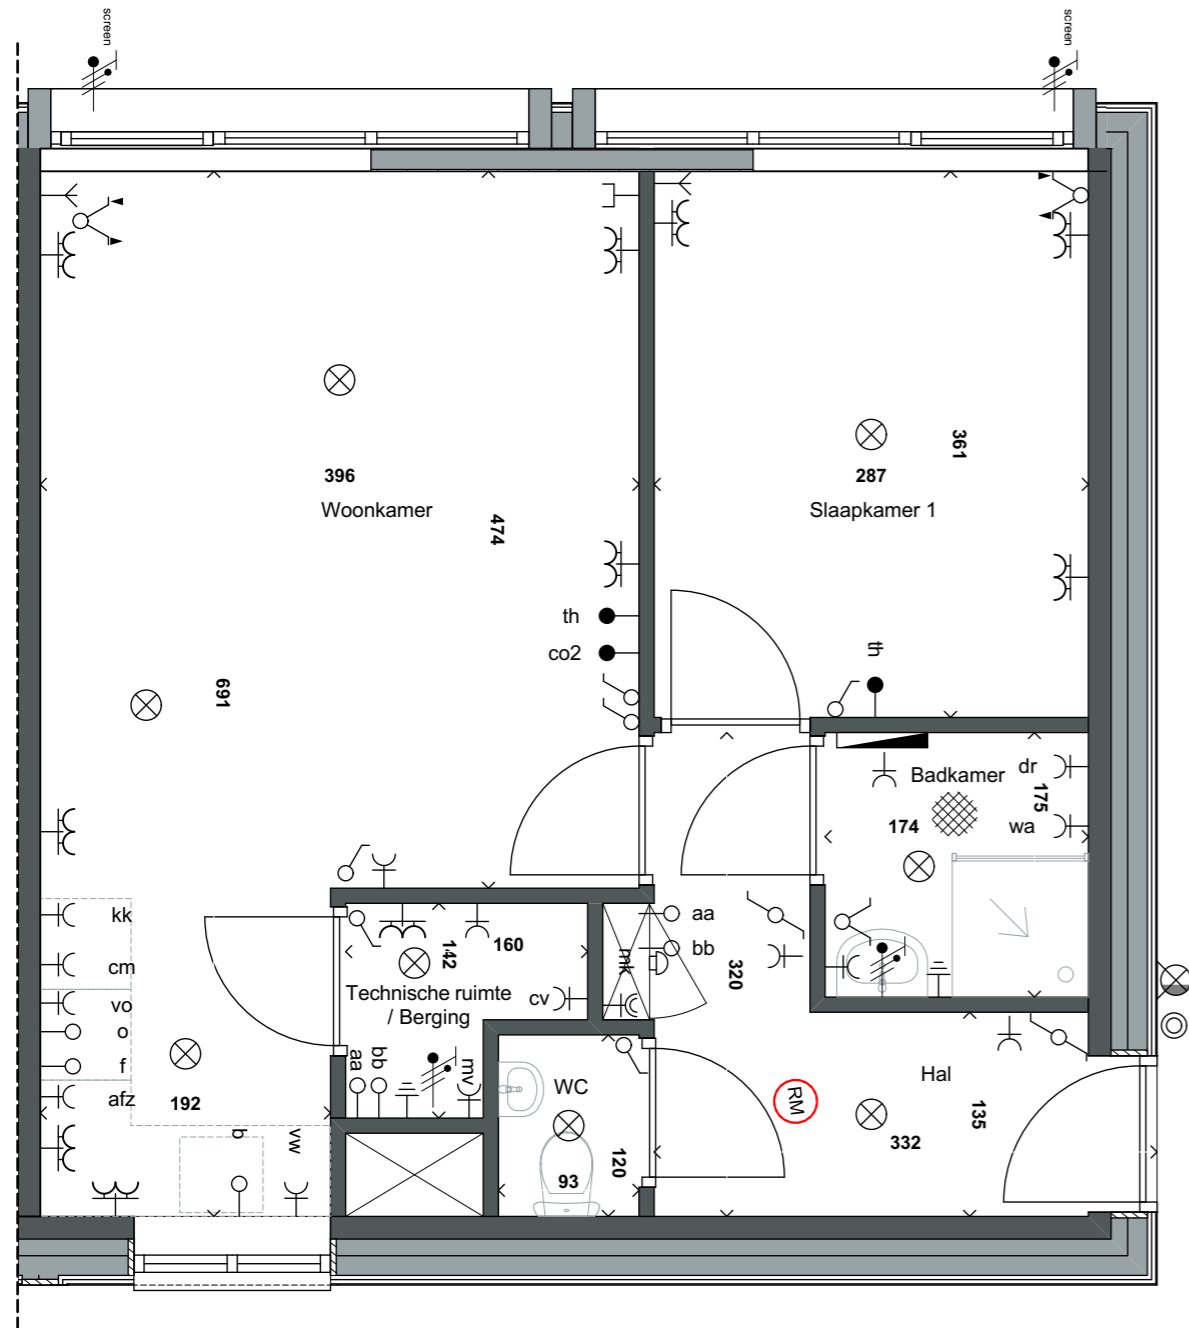 screen
screen
396
Woonkamer
474
361
287
Slaapkamer 1
th
co2
th
691
Badkamer
dr
175
174
wa
kk
cm
vo
o
f
afz
192
b
vw
142
160
Technische ruimte
/ Berging
cv
aa
bb
mv
mk
aa
bb
320
WC
93
120
RM
Hal
332
135